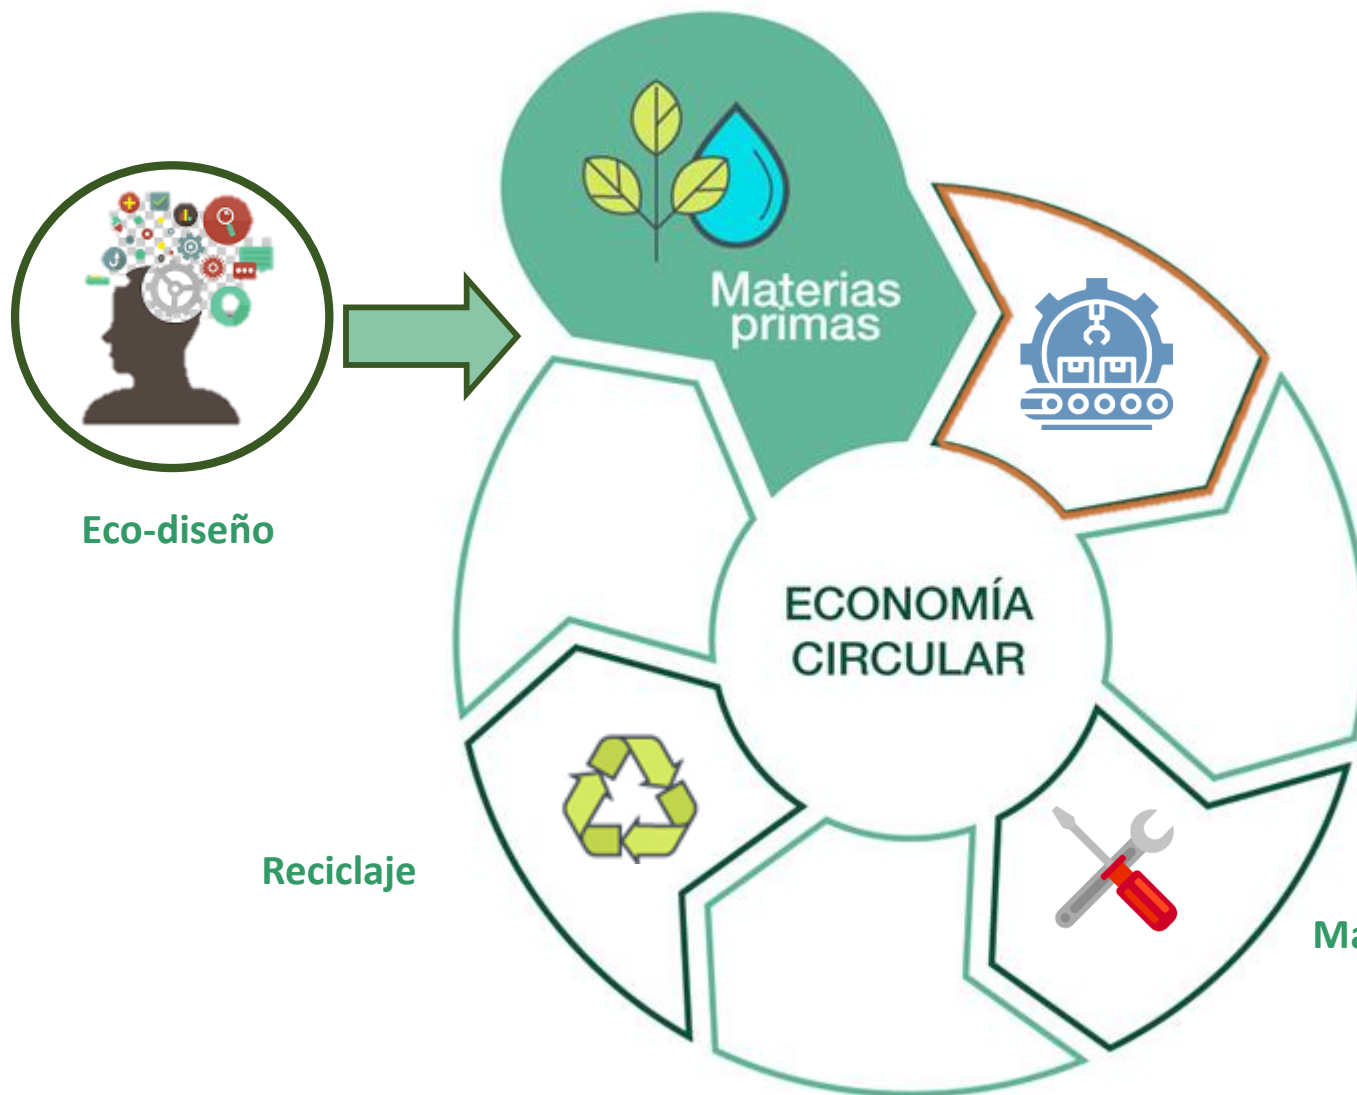 Materias
primas
Eco-diseño
ECONOMÍA
CIRCULAR
Reciclaje